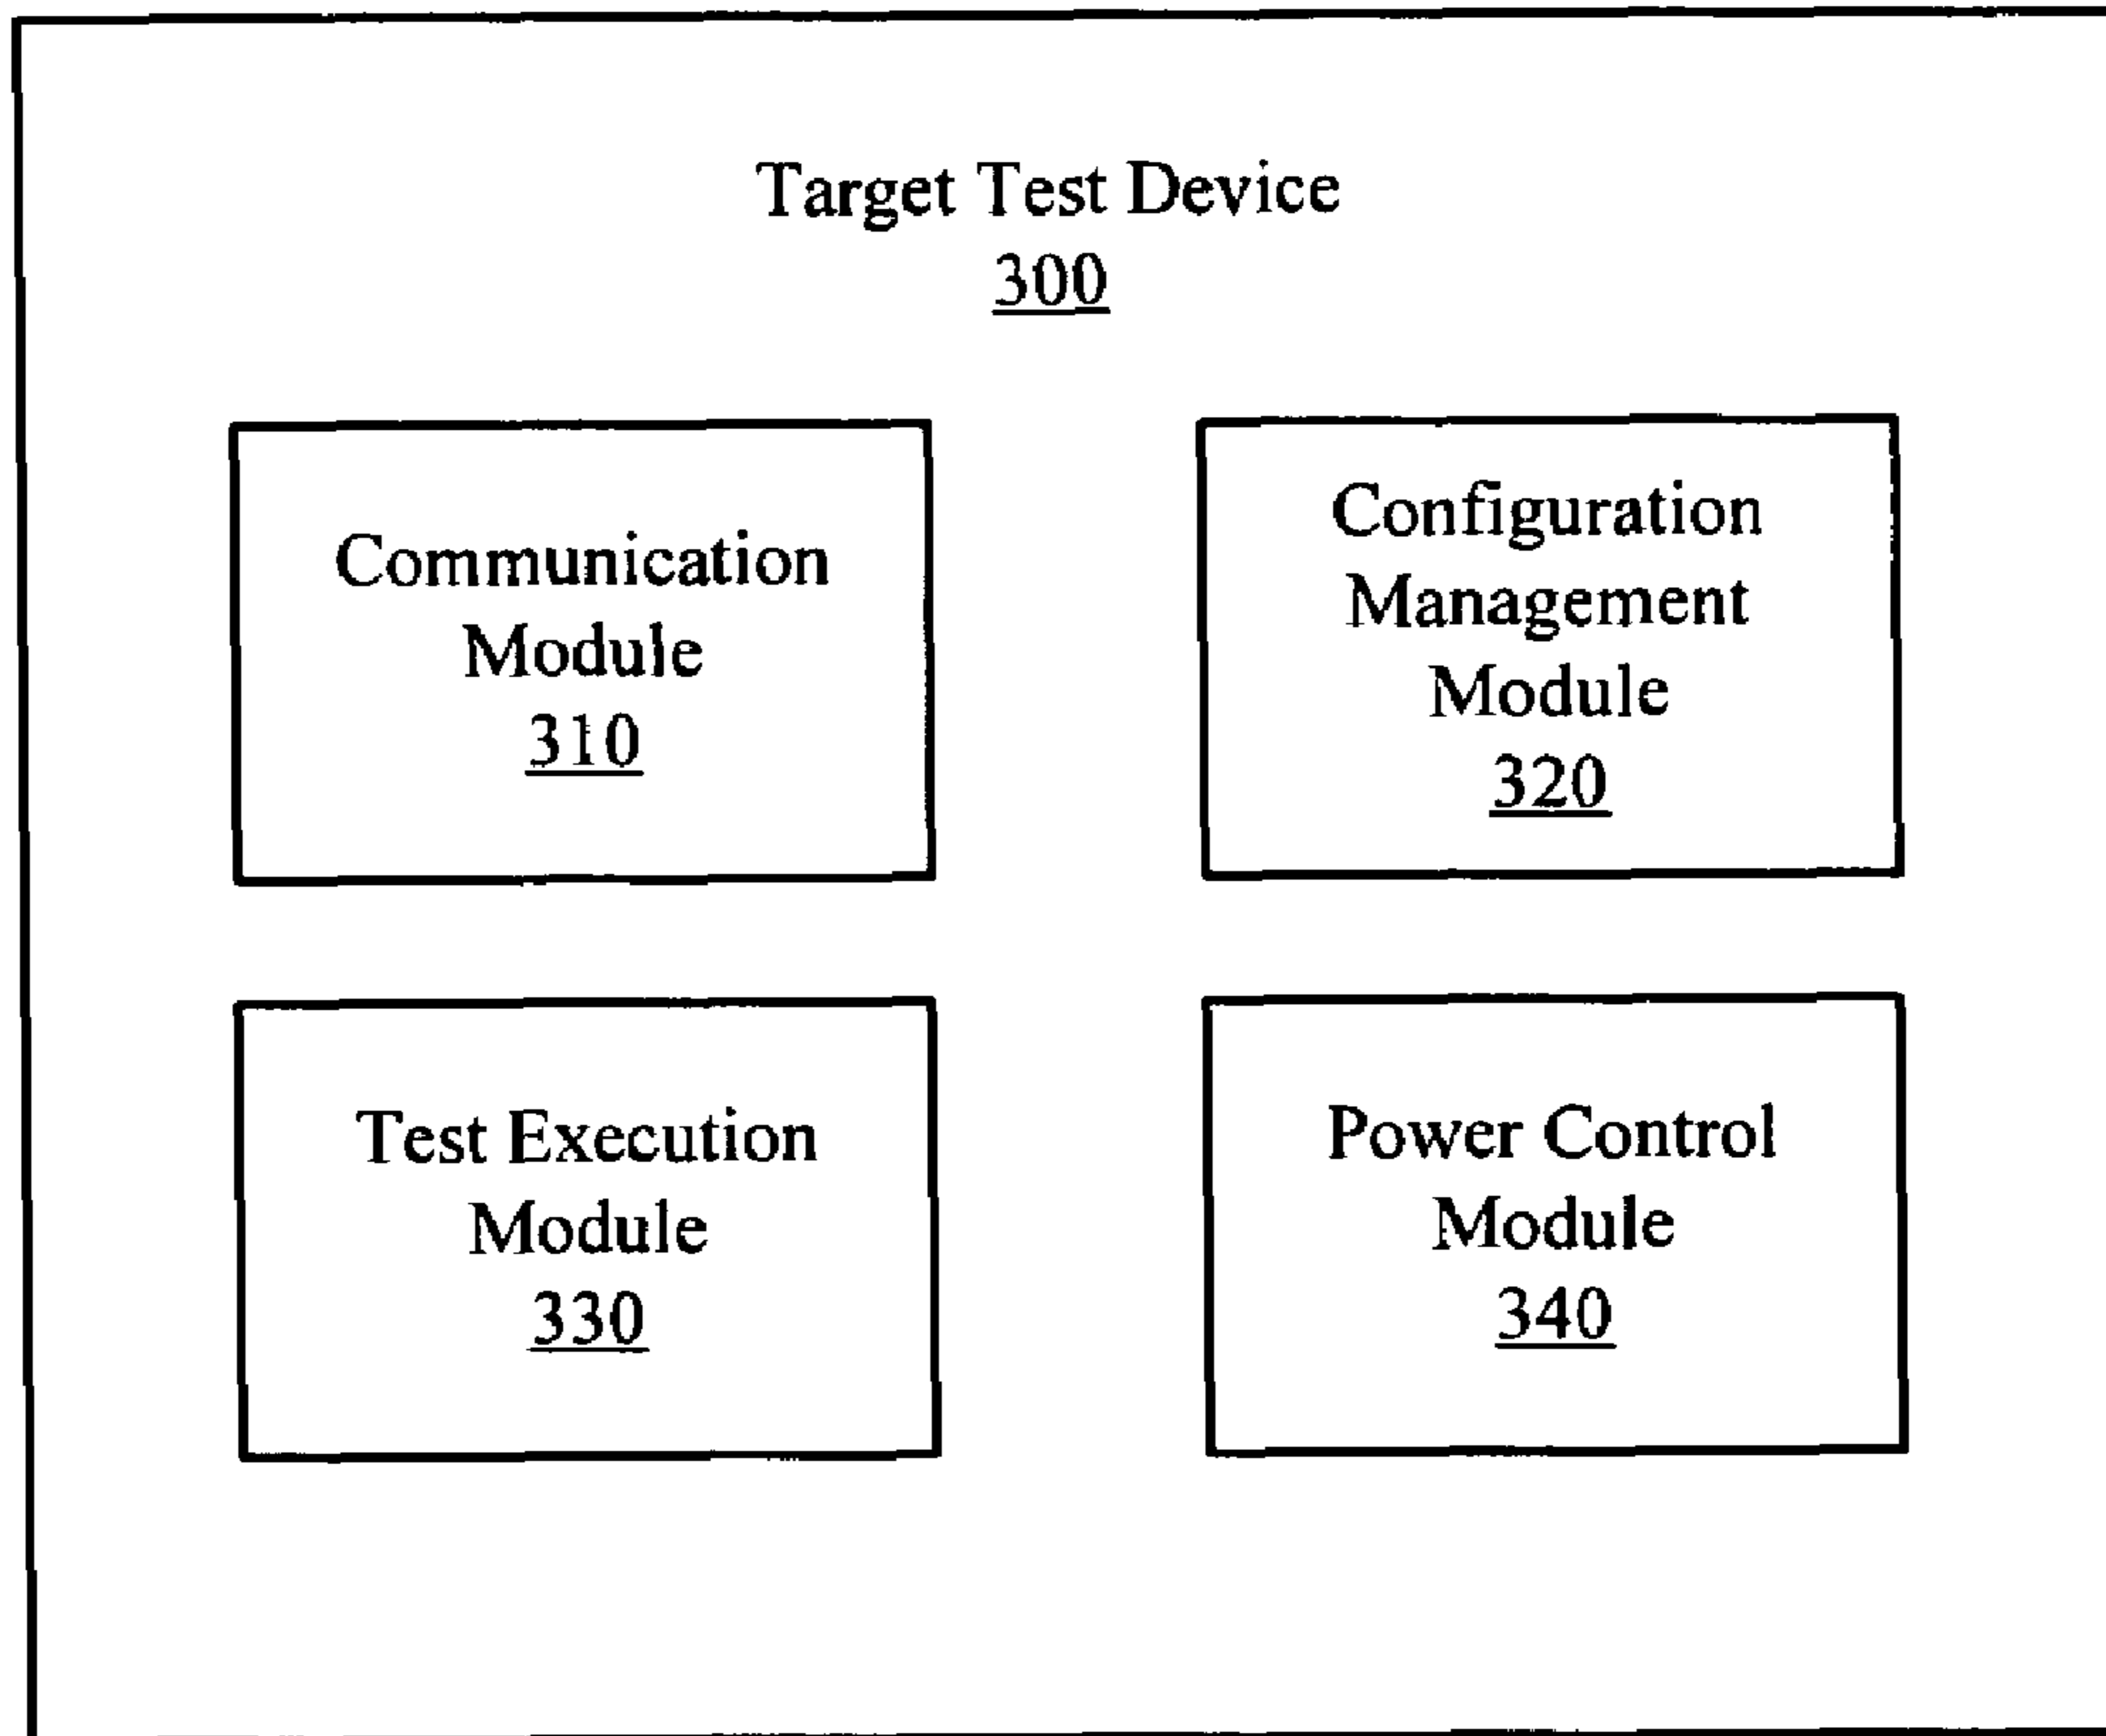 Target Test Device
300
Communication
Module
310
Configuration
Management
Module
320
Test Execution
Module
330
Power Control
Module
340